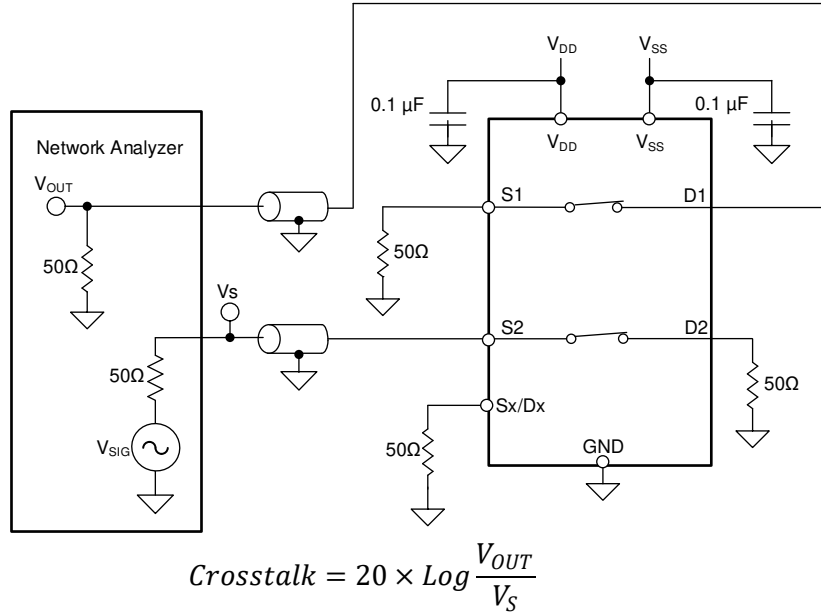 V_DD
V_SS
0.1 µF
0.1 µF
V_DD
V_SS
Network Analyzer
V_OUT
S1
D1
50Ω
50Ω
Vs
S2
D2
50Ω
50Ω
Sx/Dx
V_SIG
50Ω
GND
Crosstalk = 20 × Log V_OUT / V_S